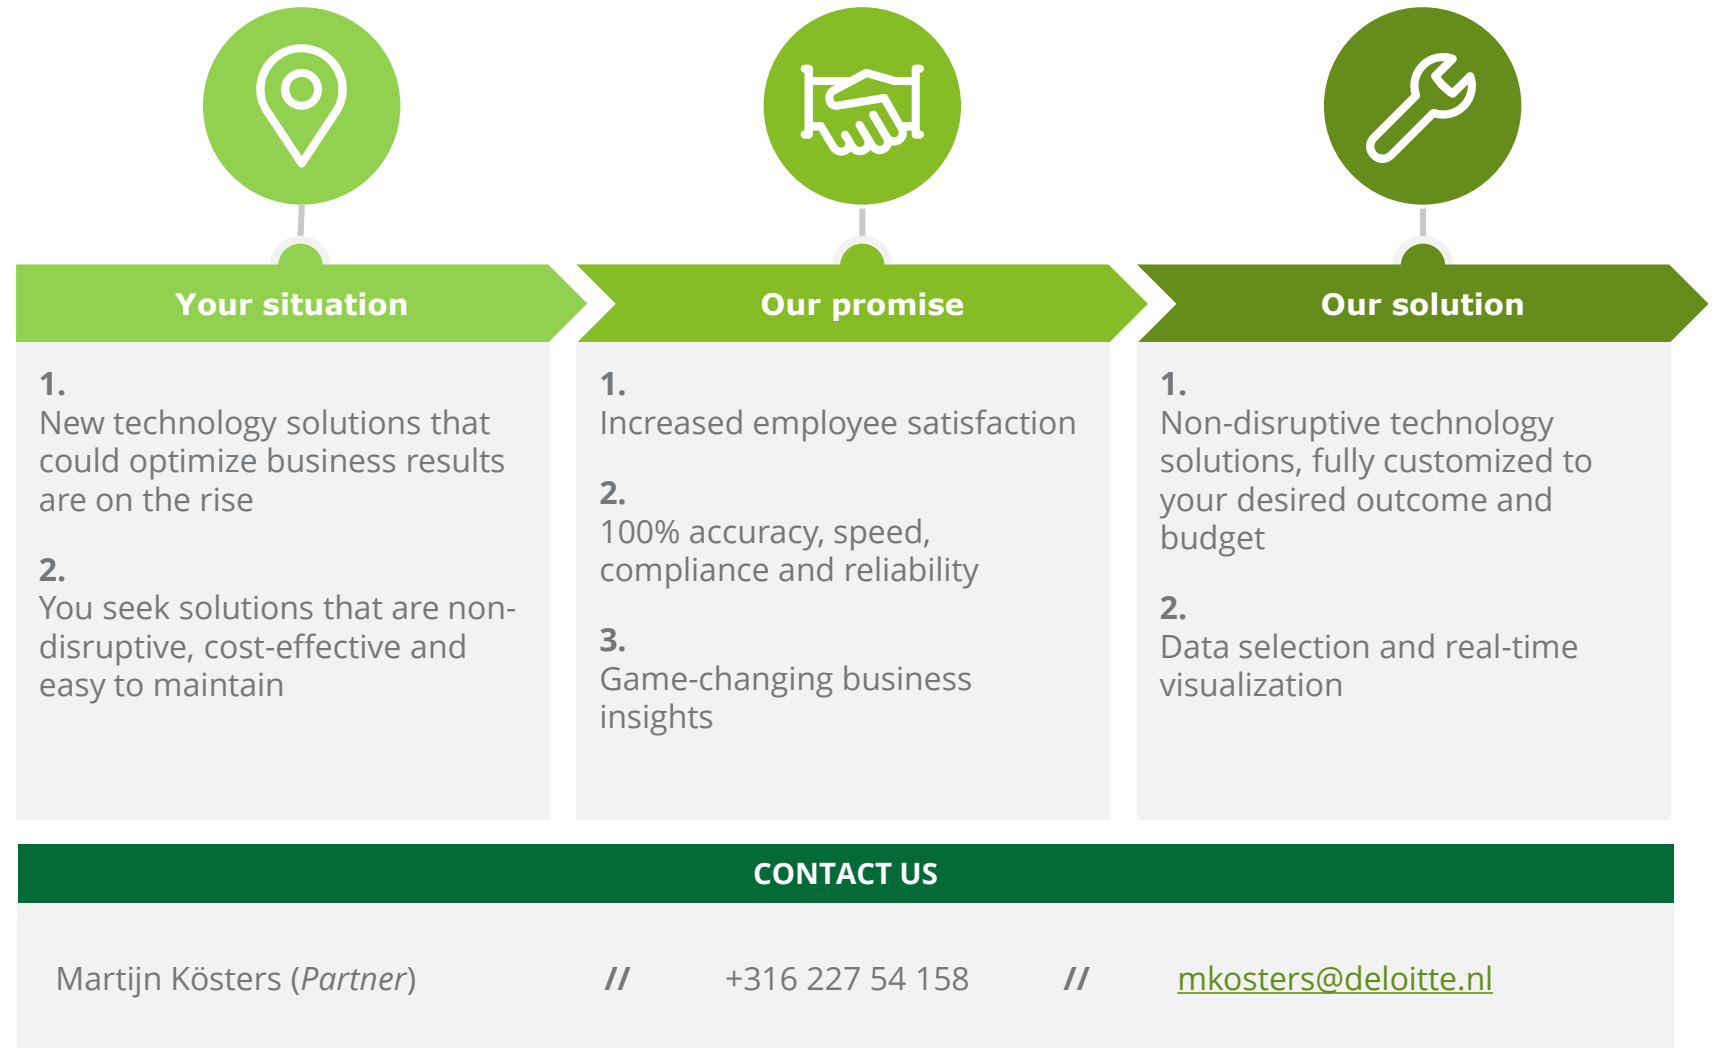 Your situation
Our promise
Our solution
1.
New technology solutions that
could optimize business results
are on the rise
2.
You seek solutions that are non-
disruptive, cost-effective and
easy to maintain
1.
Increased employee satisfaction
2.
100% accuracy, speed,
compliance and reliability
3.
Game-changing business
insights
1.
Non-disruptive technology
solutions, fully customized to
your desired outcome and
budget
2.
Data selection and real-time
visualization
CONTACT US
Martijn Kösters (Partner) // +316 227 54 158 // mkosters@deloitte.nl